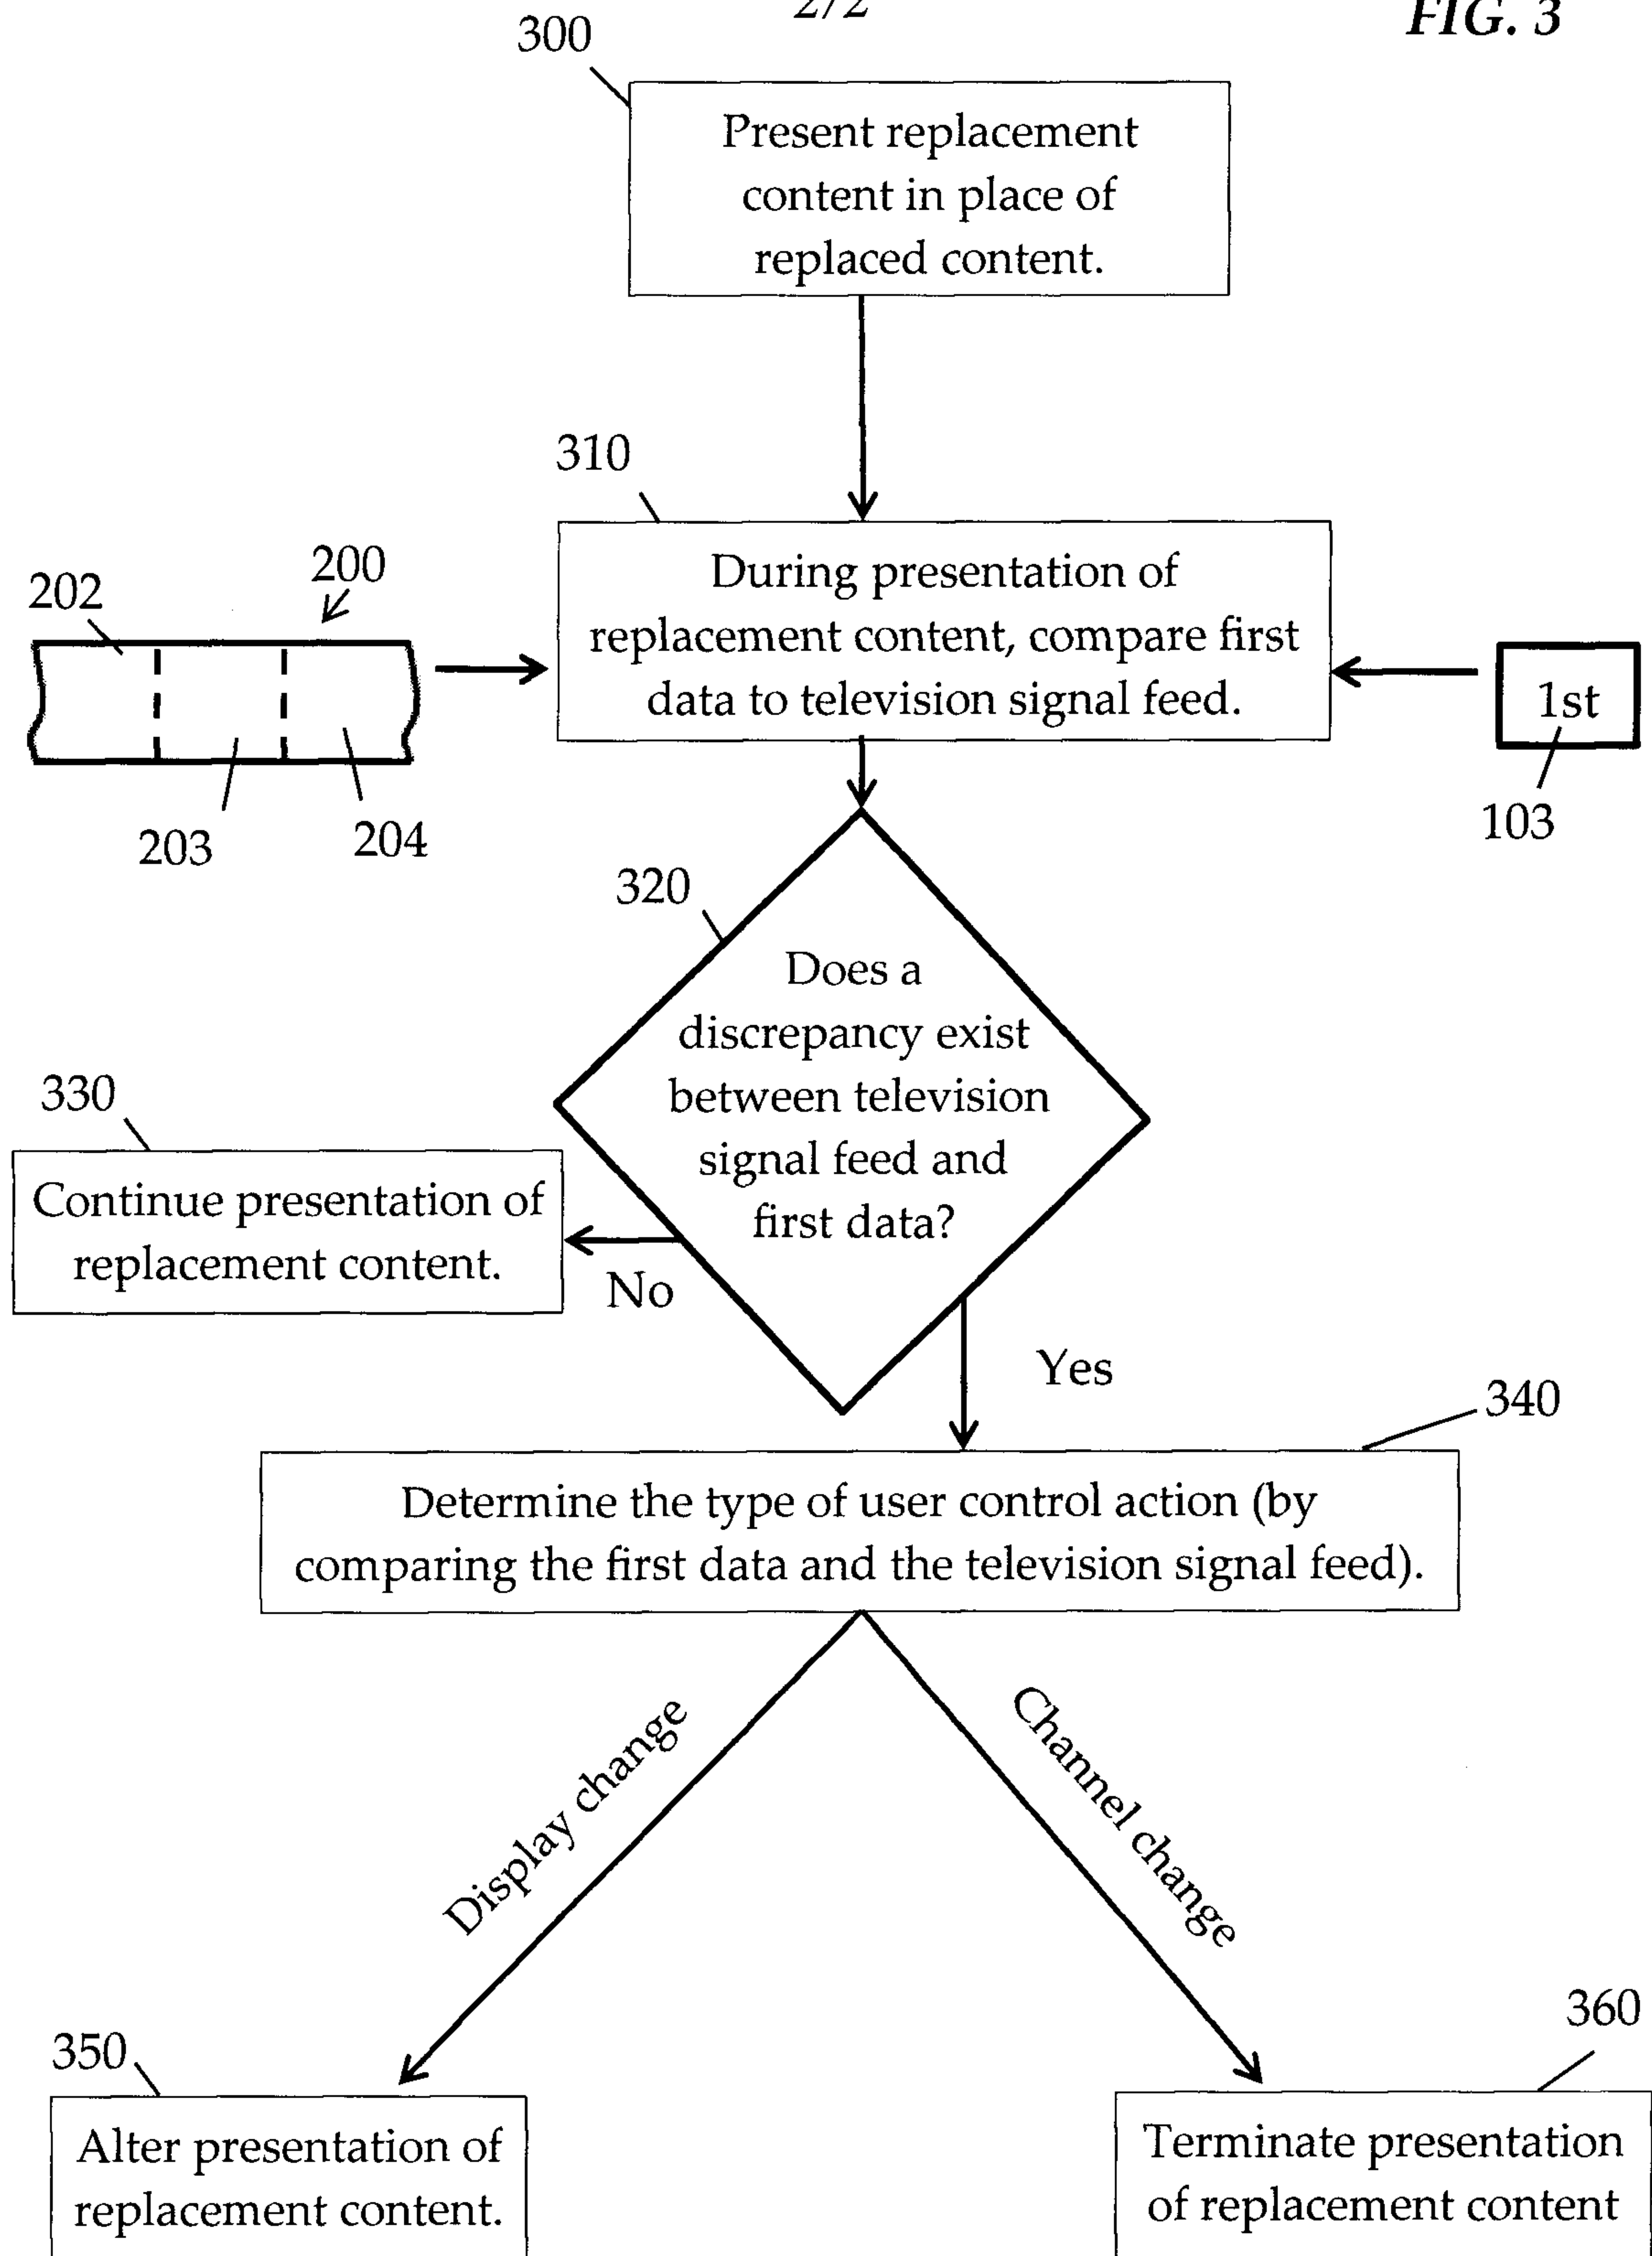 2/2
FIG. 3
300
Present replacement
content in place of
replaced content.
310
During presentation of
replacement content, compare first
data to television signal feed.
200
202
203
204
1st
103
320
Does a
discrepancy exist
between television
signal feed and
first data?
330
Continue presentation of
replacement content.
No
Yes
340
Determine the type of user control action (by
comparing the first data and the television signal feed).
Display change
Channel change
350
Alter presentation of
replacement content.
360
Terminate presentation
of replacement content